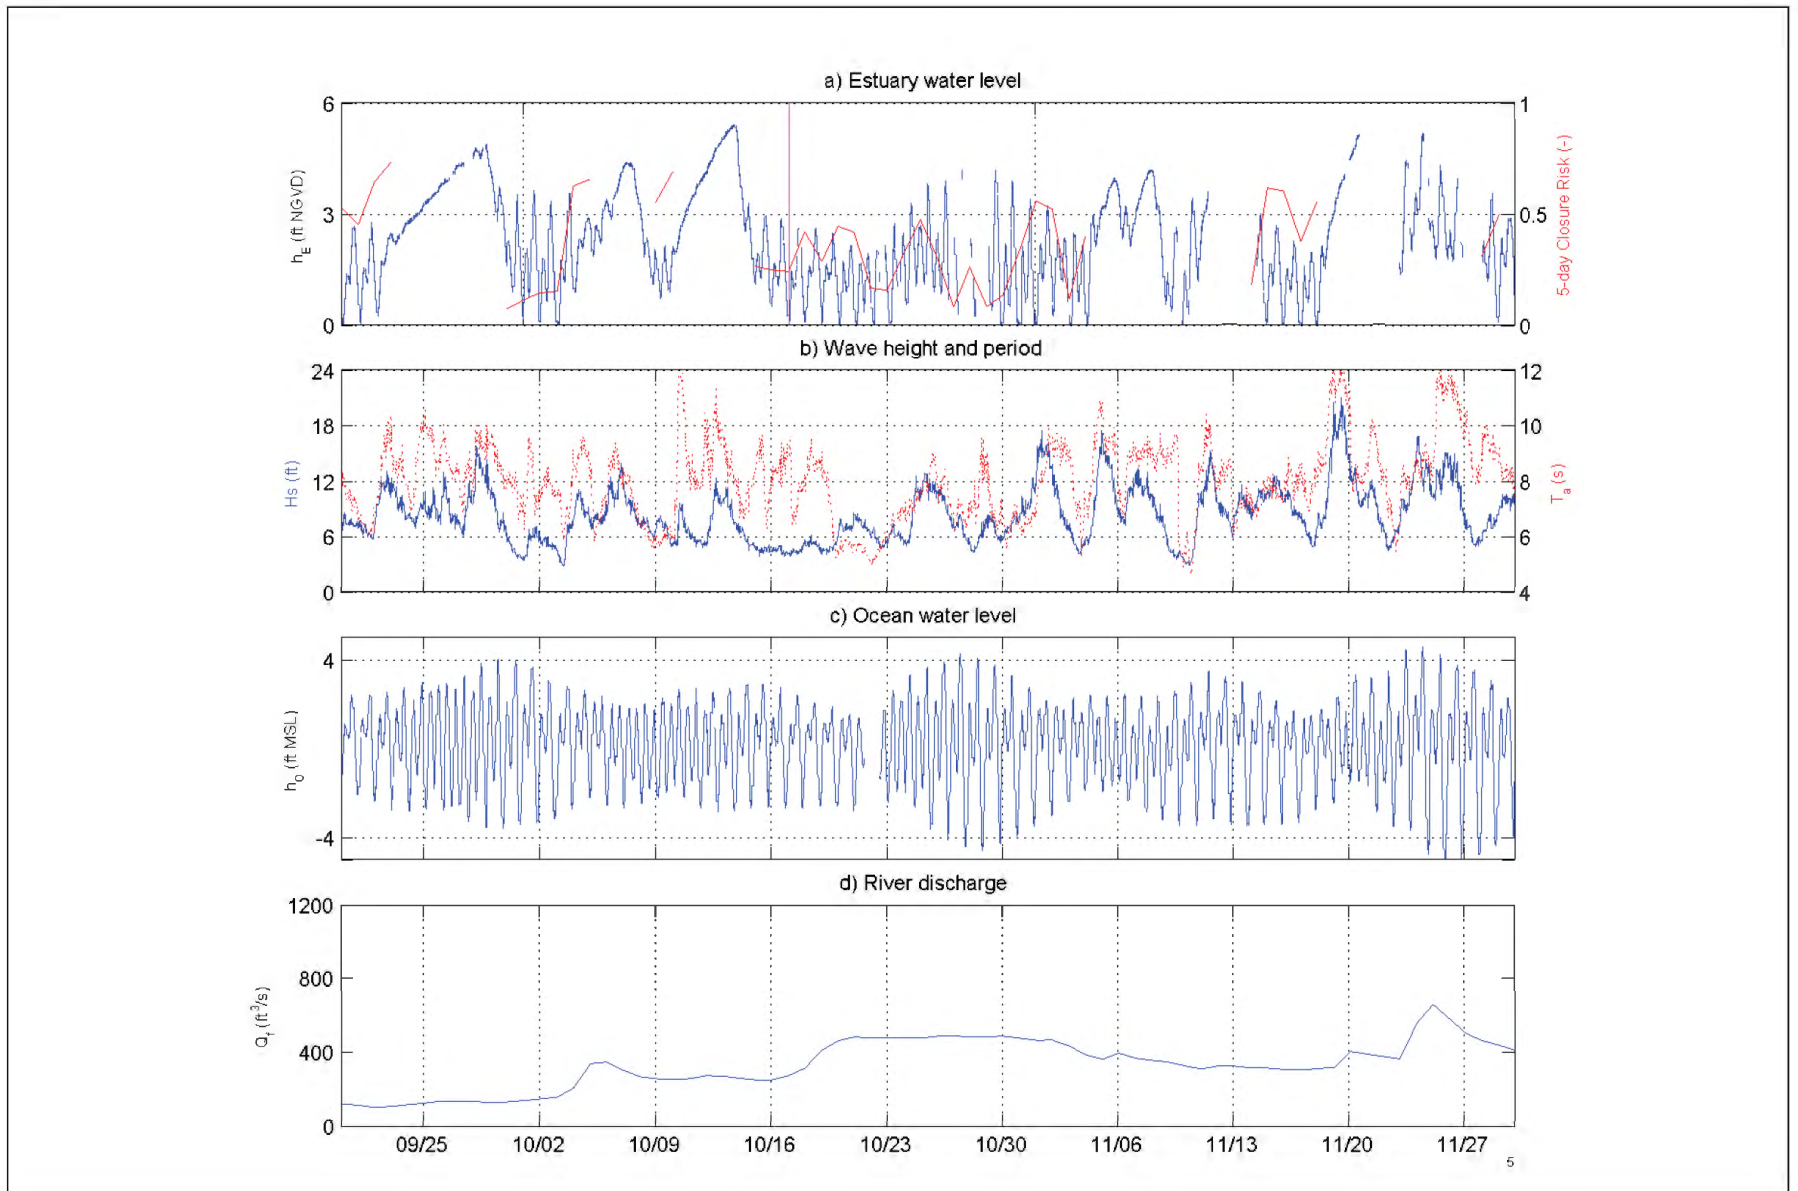 a) Estuary water level
6
3
0
h_E (ft NGVD)
1
0.5
0
5-day Closure Risk (-)
b) Wave height and period
24
18
12
6
0
Hs (ft)
12
10
8
6
4
T_a (s)
c) Ocean water level
4
-4
h_0 (ft MSL)
d) River discharge
1200
800
400
0
Q_f (ft³/s)
09/25 10/02 10/09 10/16 10/23 10/30 11/06 11/13 11/20 11/27
5